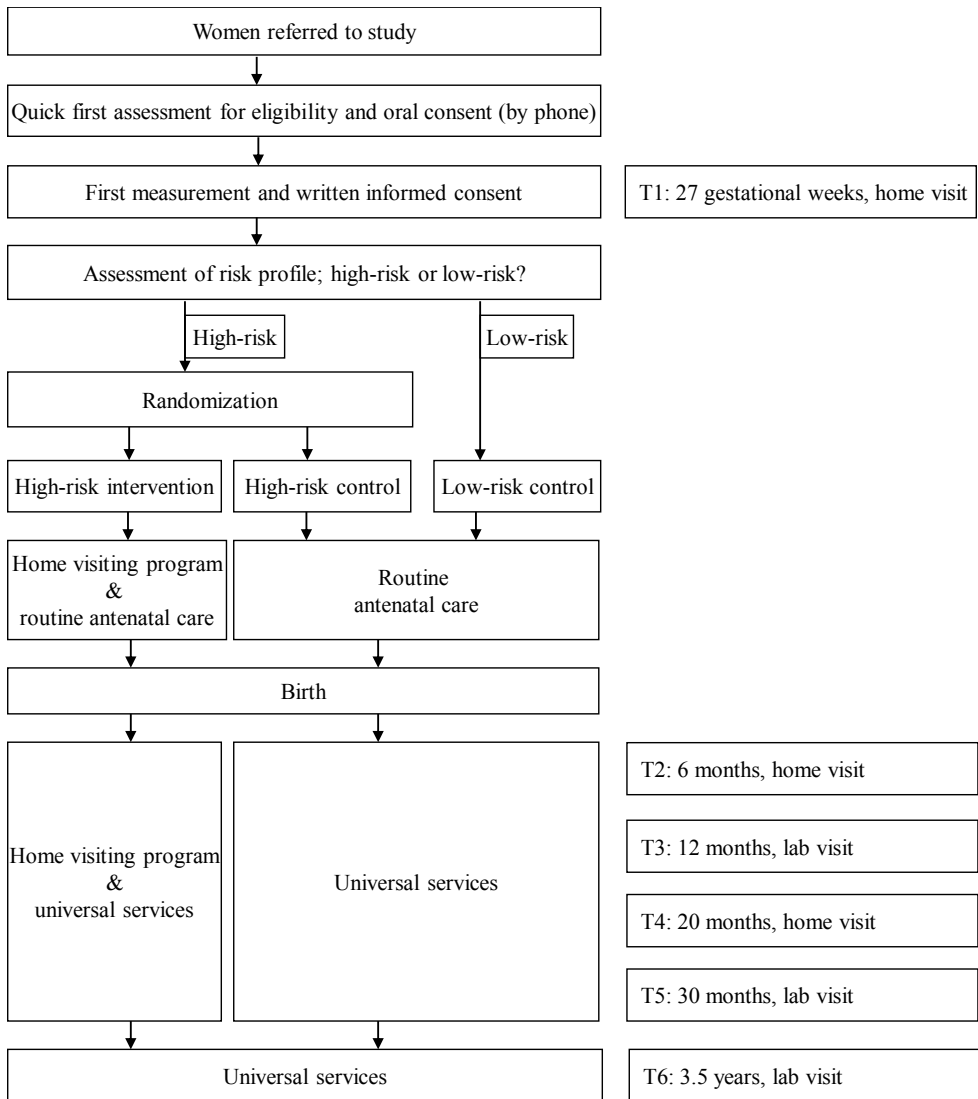 Women referred to study
Quick first assessment for eligibility and oral consent (by phone)
First measurement and written informed consent
T1: 27 gestational weeks, home visit
Assessment of risk profile; high-risk or low-risk?
High-risk
Low-risk
Randomization
High-risk intervention
High-risk control
Low-risk control
Home visiting program
&
routine antenatal care
Routine
antenatal care
Birth
Home visiting program
&
universal services
Universal services
T2: 6 months, home visit
T3: 12 months, lab visit
T4: 20 months, home visit
T5: 30 months, lab visit
Universal services
T6: 3.5 years, lab visit